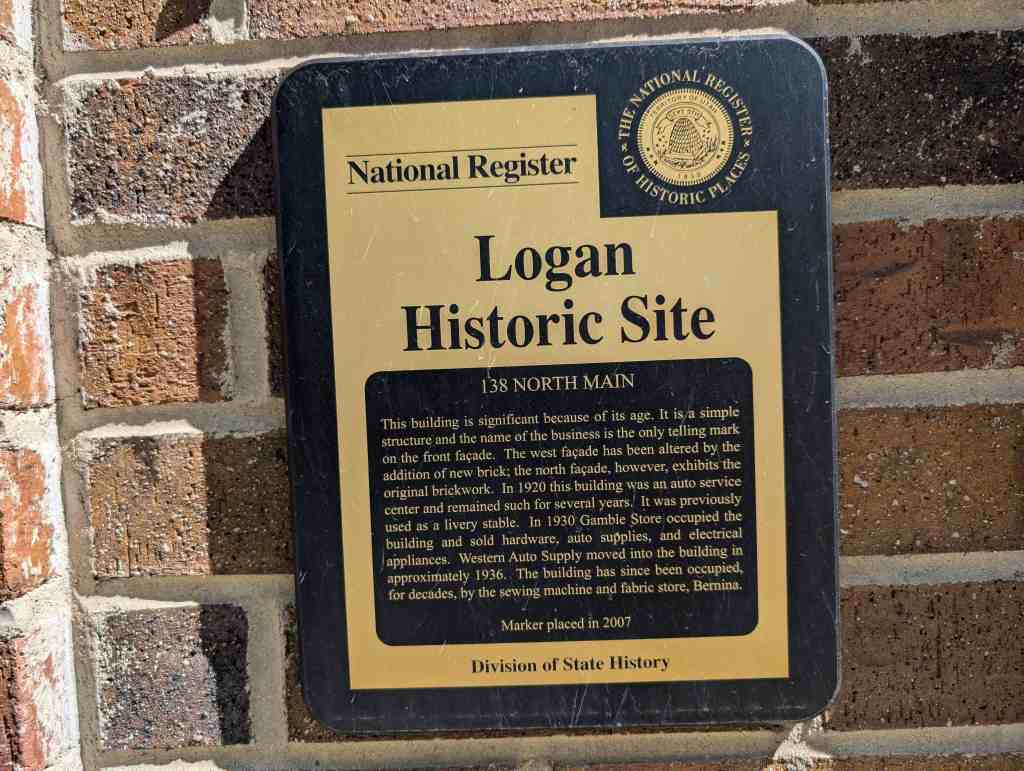 THE NATIONAL REGISTER
OF HISTORIC PLACES
TERRITORY OF UTAH
SEPT 9TH
1850
National Register
Logan
Historic Site
138 NORTH MAIN
This building is significant because of its age. It is a simple
structure and the name of the business is the only telling mark
on the front façade. The west façade has been altered by the
addition of new brick; the north façade, however, exhibits the
original brickwork. In 1920 this building was an auto service
center and remained such for several years. It was previously
used as a livery stable. In 1930 Gamble Store occupied the
building and sold hardware, auto supplies, and electrical
appliances. Western Auto Supply moved into the building in
approximately 1936. The building has since been occupied,
for decades, by the sewing machine and fabric store, Bernina.
Marker placed in 2007
Division of State History